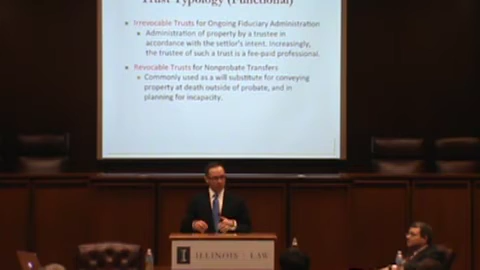 Trust Typology (Functional)
• Irrevocable Trusts for Ongoing Fiduciary Administration
• Administration of property by a trustee in
accordance with the settlor's intent. Increasingly,
the trustee of such a trust is a fee-paid professional.
• Revocable Trusts for Nonprobate Transfers
• Commonly used as a will substitute for conveying
property at death outside of probate, and in
planning for incapacity.
I ILLINOIS LAW